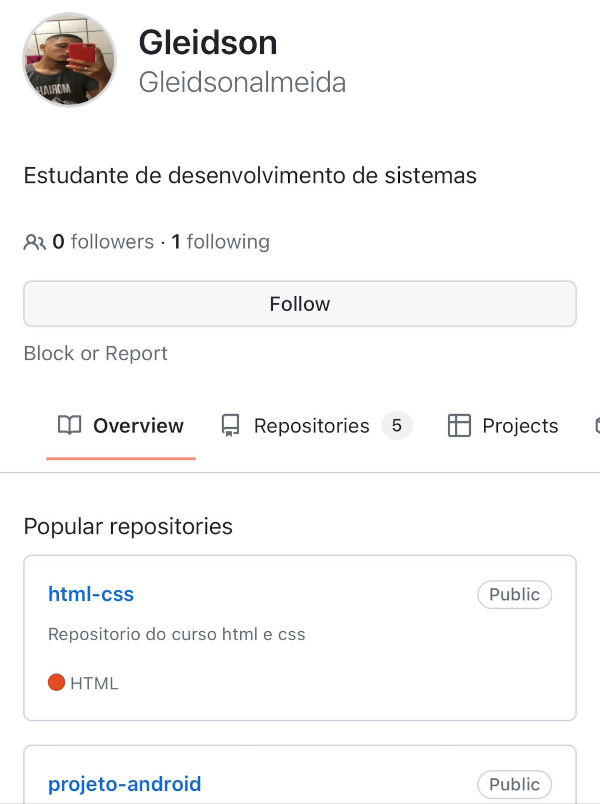 Gleidson
Gleidsonalmeida
Estudante de desenvolvimento de sistemas
0 followers · 1 following
Follow
Block or Report
Overview Repositories 5 Projects
Popular repositories
html-css Public
Repositorio do curso html e css
HTML
projeto-android Public